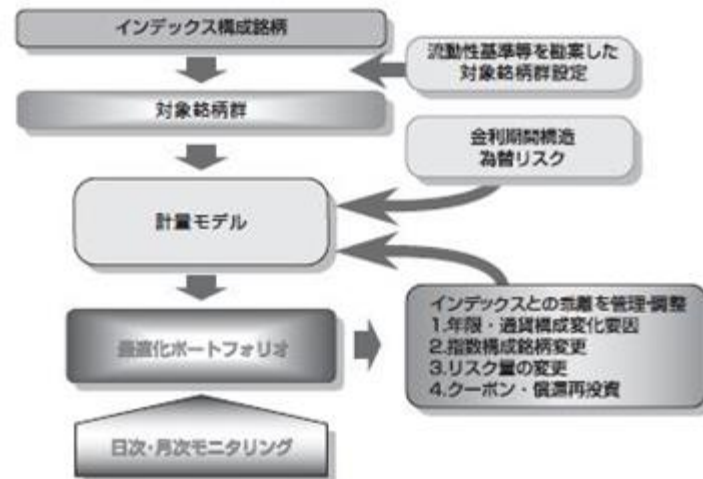 インデックス構成銘柄
流動性基準等を勘案した
対象銘柄群設定
対象銘柄群
金利期間構造
為替リスク
計量モデル
インデックスとの乖離を管理・調整
1.年限・通貨構成変化要因
2.指数構成銘柄変更
3.リスク量の変更
4.クーポン・償還再投資
最適化ポートフォリオ
日次・月次モニタリング